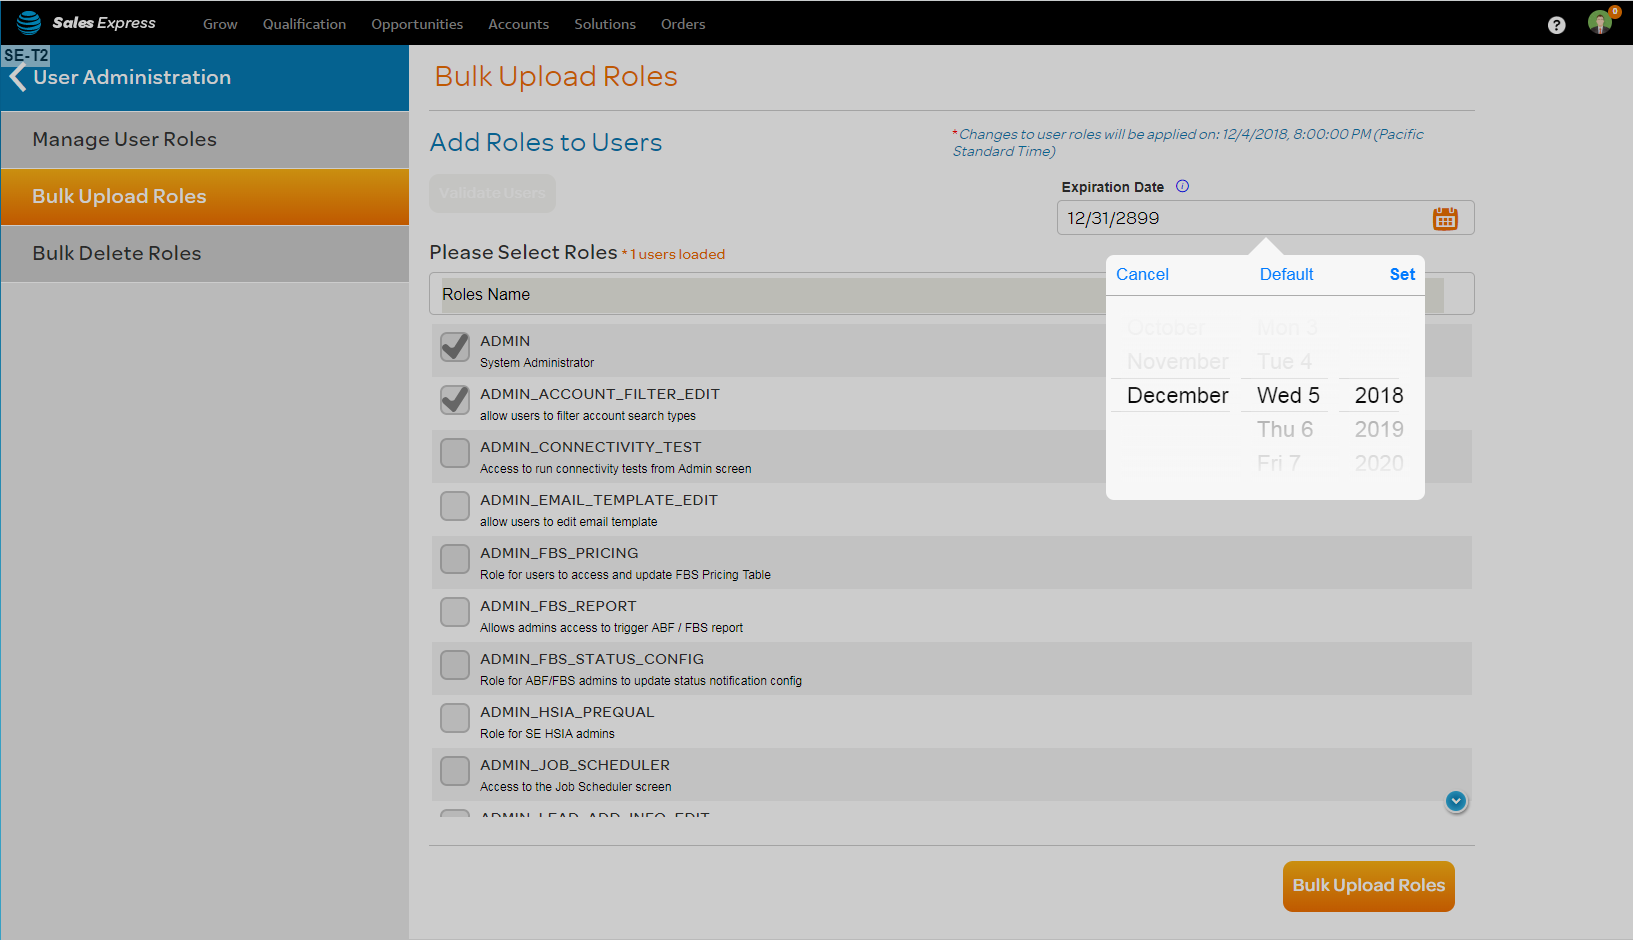 Sales Express
Grow Qualification Opportunities Accounts Solutions Orders
?
0
SE-T2
User Administration
Manage User Roles
Bulk Upload Roles
Bulk Delete Roles
Bulk Upload Roles
Add Roles to Users
*Changes to user roles will be applied on: 12/4/2018, 8:00:00 PM (Pacific
Standard Time)
Validate Users
Expiration Date
12/31/2899
Please Select Roles * 1 users loaded
Roles Name
Cancel Default Set
October Mon 3
November Tue 4
December Wed 5 2018
Thu 6 2019
Fri 7 2020
ADMIN
System Administrator
ADMIN_ACCOUNT_FILTER_EDIT
allow users to filter account search types
ADMIN_CONNECTIVITY_TEST
Access to run connectivity tests from Admin screen
ADMIN_EMAIL_TEMPLATE_EDIT
allow users to edit email template
ADMIN_FBS_PRICING
Role for users to access and update FBS Pricing Table
ADMIN_FBS_REPORT
Allows admins access to trigger ABF / FBS report
ADMIN_FBS_STATUS_CONFIG
Role for ABF/FBS admins to update status notification config
ADMIN_HSIA_PREQUAL
Role for SE HSIA admins
ADMIN_JOB_SCHEDULER
Access to the Job Scheduler screen
ADMIN_LEAD_ADD_INFO_EDIT
Bulk Upload Roles